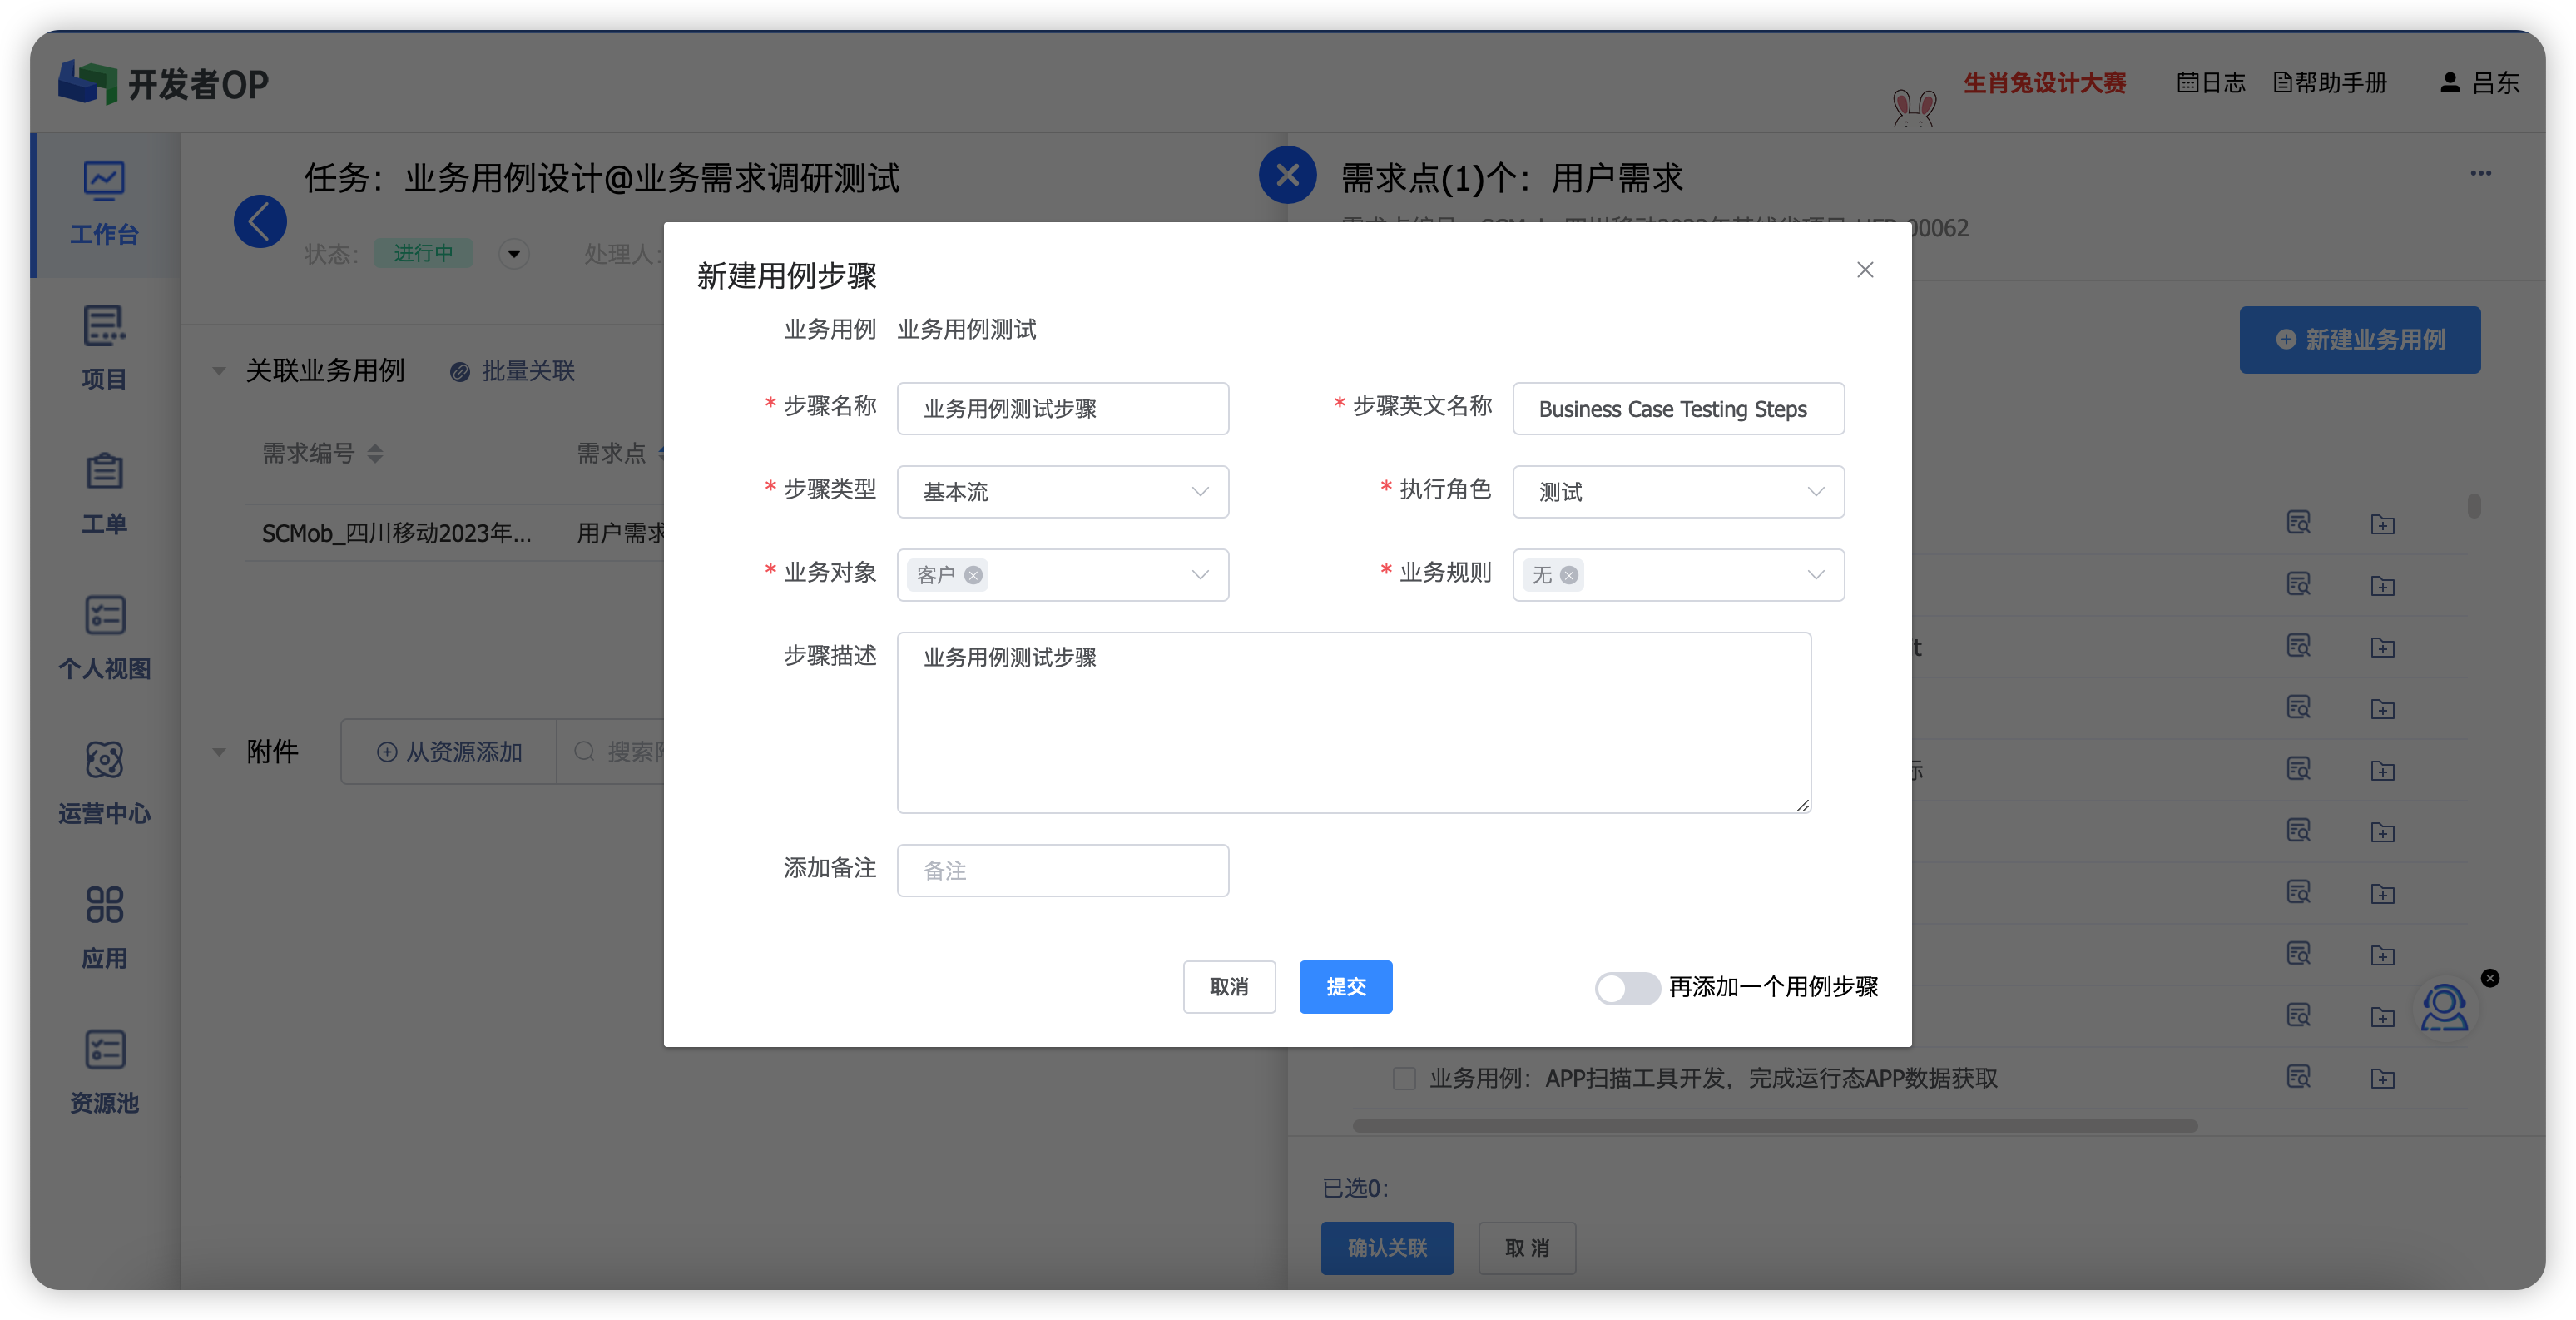 开发者OP
生肖兔设计大赛
日志
帮助手册
吕东
工作台
项目
工单
个人视图
运营中心
应用
资源池
任务：业务用例设计@业务需求调研测试
状态：
进行中
处理人：
关联业务用例
批量关联
需求编号
需求点
SCMob_四川移动2023年...
用户需求
附件
从资源添加
搜索
需求点(1)个：用户需求
00062
新建业务用例
新建用例步骤
业务用例 业务用例测试
* 步骤名称 业务用例测试步骤
* 步骤英文名称 Business Case Testing Steps
* 步骤类型 基本流
* 执行角色 测试
* 业务对象 客户
* 业务规则 无
步骤描述 业务用例测试步骤
添加备注 备注
取消 提交 再添加一个用例步骤
业务用例：APP扫描工具开发，完成运行态APP数据获取
已选0：
确认关联 取 消